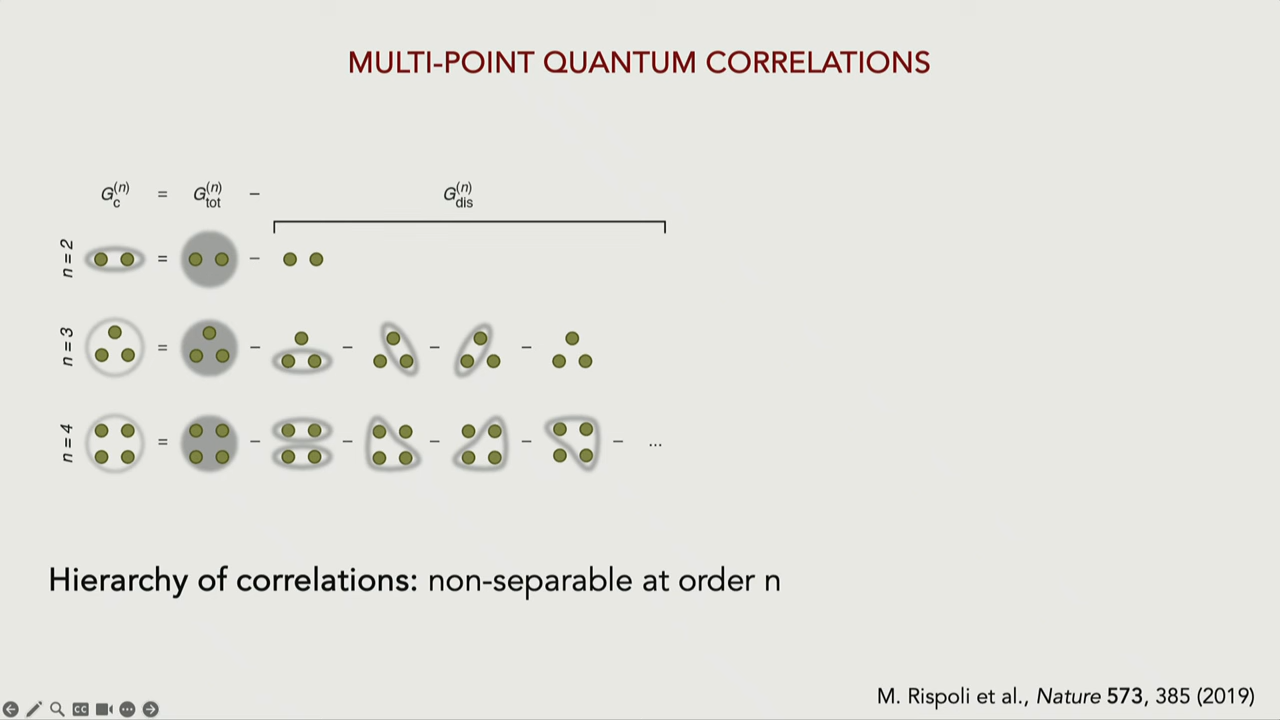 MULTI-POINT QUANTUM CORRELATIONS
G_c^(n) = G_tot^(n) − G_dis^(n)
n = 2 = −
n = 3 = − − − −
n = 4 = − − − − − ...
Hierarchy of correlations: non-separable at order n
M. Rispoli et al., Nature 573, 385 (2019)
CC